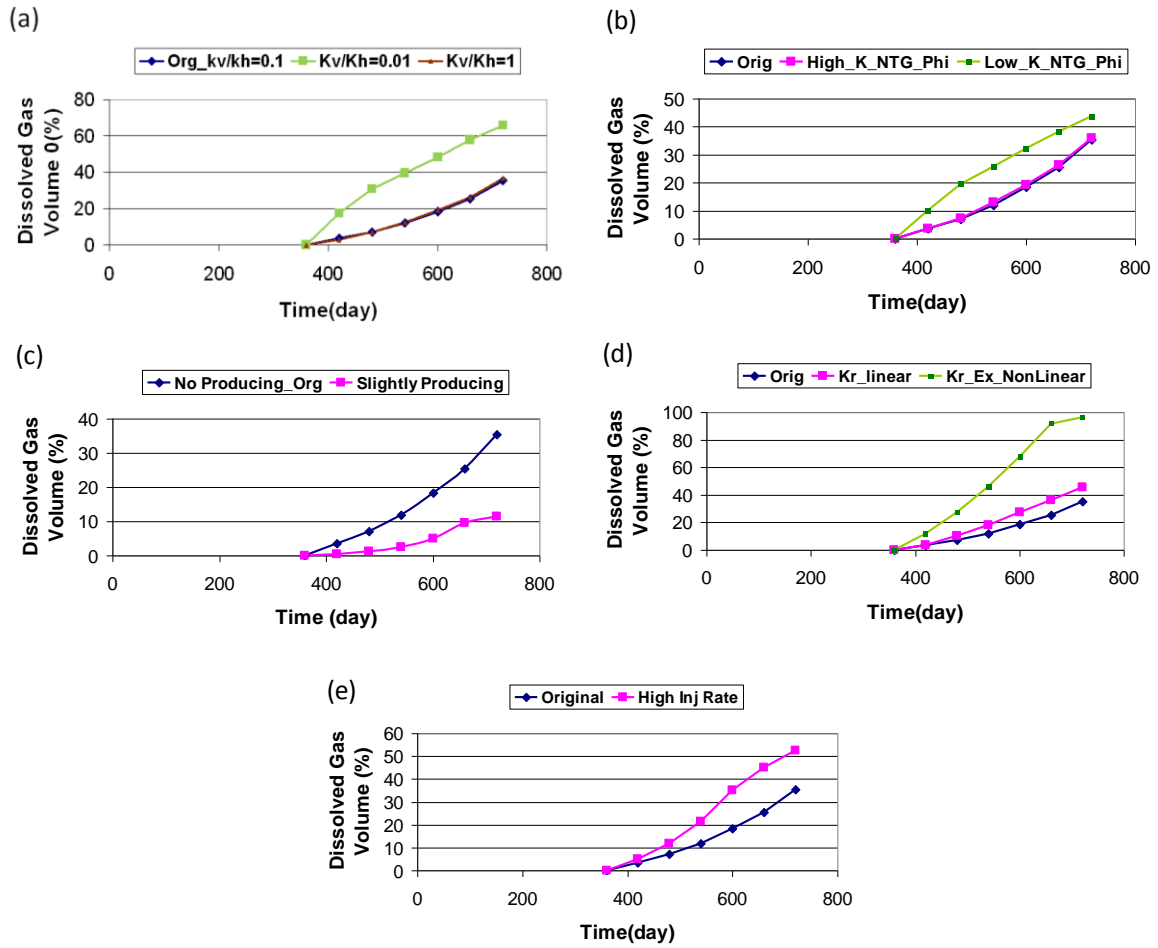 (a)
Org_kv/kh=0.1 Kv/Kh=0.01 Kv/Kh=1
Dissolved Gas
Volume 0(%)
80
60
40
20
0
0 200 400 600 800
Time(day)
(b)
Orig High_K_NTG_Phi Low_K_NTG_Phi
Dissolved Gas
Volume (%)
50
40
30
20
10
0
0 200 400 600 800
Time(day)
(c)
No Producing_Org Slightly Producing
Dissolved Gas
Volume (%)
40
30
20
10
0
0 200 400 600 800
Time (day)
(d)
Orig Kr_linear Kr_Ex_NonLinear
Dissolved Gas
Volume (%)
100
80
60
40
20
0
0 200 400 600 800
Time(day)
(e)
Original High Inj Rate
Dissolved Gas
Volume (%)
60
50
40
30
20
10
0
0 200 400 600 800
Time(day)